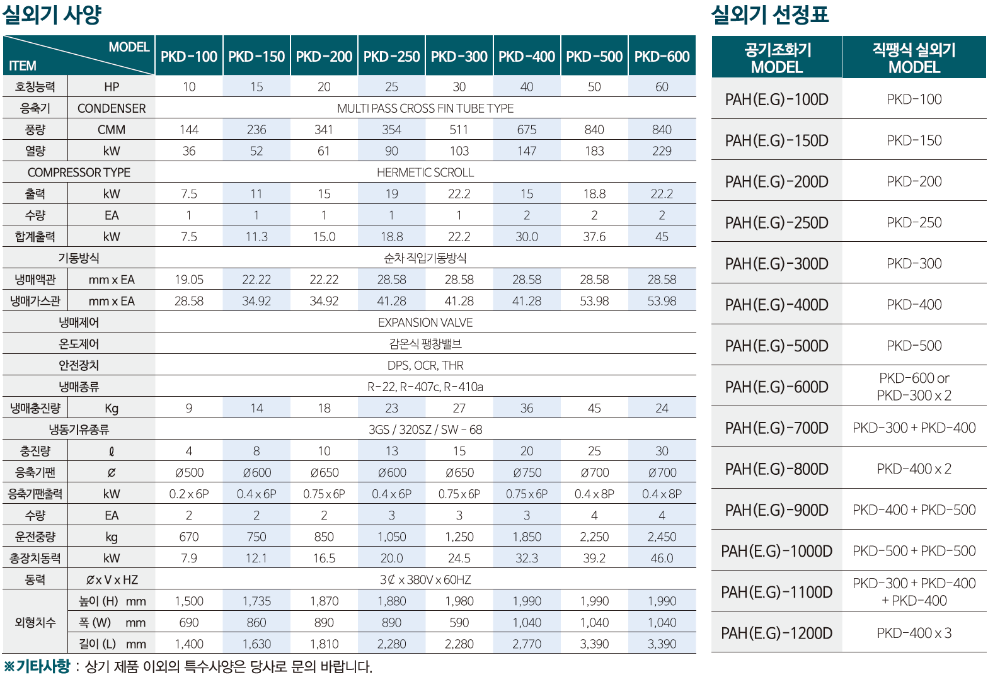 실외기 사양
MODEL
ITEM PKD-100 PKD-150 PKD-200 PKD-250 PKD-300 PKD-400 PKD-500 PKD-600
호칭능력 HP 10 15 20 25 30 40 50 60
응축기 CONDENSER MULTI PASS CROSS FIN TUBE TYPE
풍량 CMM 144 236 341 354 511 675 840 840
열량 kW 36 52 61 90 103 147 183 229
COMPRESSOR TYPE HERMETIC SCROLL
출력 kW 7.5 11 15 19 22.2 15 18.8 22.2
수량 EA 1 1 1 1 1 2 2 2
합계출력 kW 7.5 11.3 15.0 18.8 22.2 30.0 37.6 45
기동방식 순차 직입기동방식
냉매액관 mm x EA 19.05 22.22 22.22 28.58 28.58 28.58 28.58 28.58
냉매가스관 mm x EA 28.58 34.92 34.92 41.28 41.28 41.28 53.98 53.98
냉매제어 EXPANSION VALVE
온도제어 감온식 팽창밸브
안전장치 DPS, OCR, THR
냉매종류 R-22, R-407c, R-410a
냉매충진량 Kg 9 14 18 23 27 36 45 24
냉동기유종류 3GS / 320SZ / SW - 68
충진량 ℓ 4 8 10 13 15 20 25 30
응축기팬 Ø Ø500 Ø600 Ø650 Ø600 Ø650 Ø750 Ø700 Ø700
응축기팬출력 kW 0.2 x 6P 0.4 x 6P 0.75 x 6P 0.4 x 6P 0.75 x 6P 0.75 x 6P 0.4 x 8P 0.4 x 8P
수량 EA 2 2 2 3 3 3 4 4
운전중량 kg 670 750 850 1,050 1,250 1,850 2,250 2,450
총장치동력 kW 7.9 12.1 16.5 20.0 24.5 32.3 39.2 46.0
동력 Ø x V x HZ 3₵ x 380V x 60HZ
외형치수 높이 (H) mm 1,500 1,735 1,870 1,880 1,980 1,990 1,990 1,990
폭 (W) mm 690 860 890 890 590 1,040 1,040 1,040
길이 (L) mm 1,400 1,630 1,810 2,280 2,280 2,770 3,390 3,390
※기타사항 : 상기 제품 이외의 특수사양은 당사로 문의 바랍니다.
실외기 선정표
공기조화기 직팽식 실외기
MODEL MODEL
PAH(E.G)-100D PKD-100
PAH(E.G)-150D PKD-150
PAH(E.G)-200D PKD-200
PAH(E.G)-250D PKD-250
PAH(E.G)-300D PKD-300
PAH(E.G)-400D PKD-400
PAH(E.G)-500D PKD-500
PAH(E.G)-600D PKD-600 or
PKD-300 x 2
PAH(E.G)-700D PKD-300 + PKD-400
PAH(E.G)-800D PKD-400 x 2
PAH(E.G)-900D PKD-400 + PKD-500
PAH(E.G)-1000D PKD-500 + PKD-500
PAH(E.G)-1100D PKD-300 + PKD-400
+ PKD-400
PAH(E.G)-1200D PKD-400 x 3